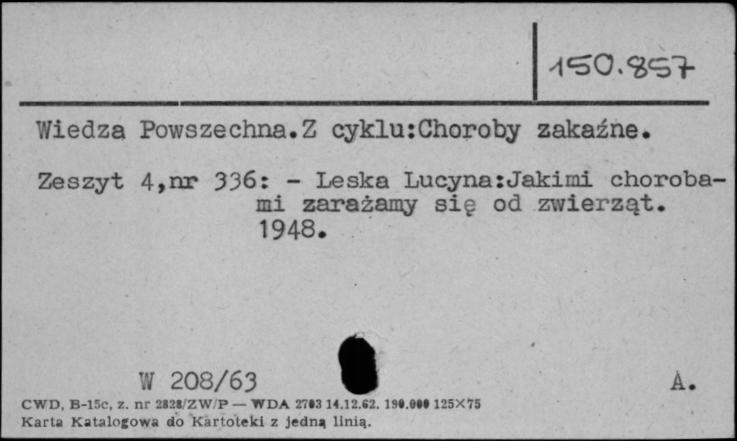 150.857
Wiedza Powszechna.Z cyklu:Choroby zakaźne.
Zeszyt 4,nr 336: - Leska Lucyna:Jakimi choroba-
mi zarażamy się od zwierząt.
1948.
W 208/63
A.
CWD, B-15c, z. nr 2828/ZW/P — WDA 2703 14.12.62. 190.000 125×75
Karta Katalogowa do Kartoteki z jedną linią.